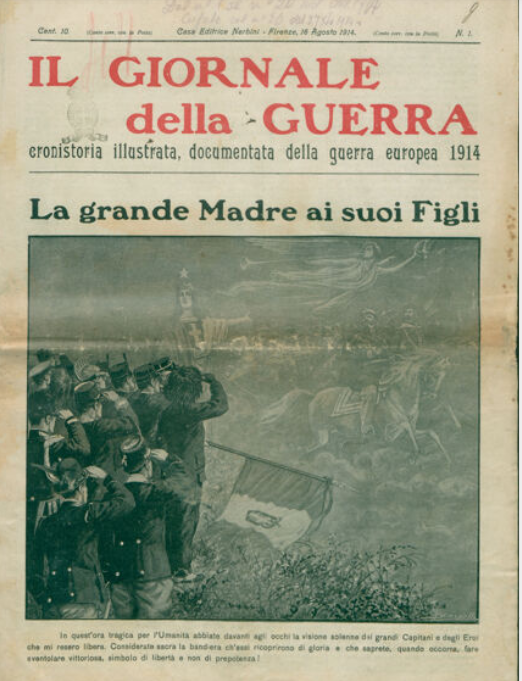 Cent. 10 (Conto corr. con la Posta) Casa Editrice Nerbini - Firenze, 16 Agosto 1914. (Conto corr. con la Posta) N. 1.
IL GIORNALE
della GUERRA
cronistoria illustrata, documentata della guerra europea 1914
La grande Madre ai suoi Figli
In quest'ora tragica per l'Umanità abbiate davanti agli occhi la visione solenne dei grandi Capitani e degli Eroi
che mi resero libera. Considerate sacra la bandiera ch'essi ricoprirono di gloria e che saprete, quando occorra, fare
sventolare vittoriosa, simbolo di libertà e non di prepotenza!